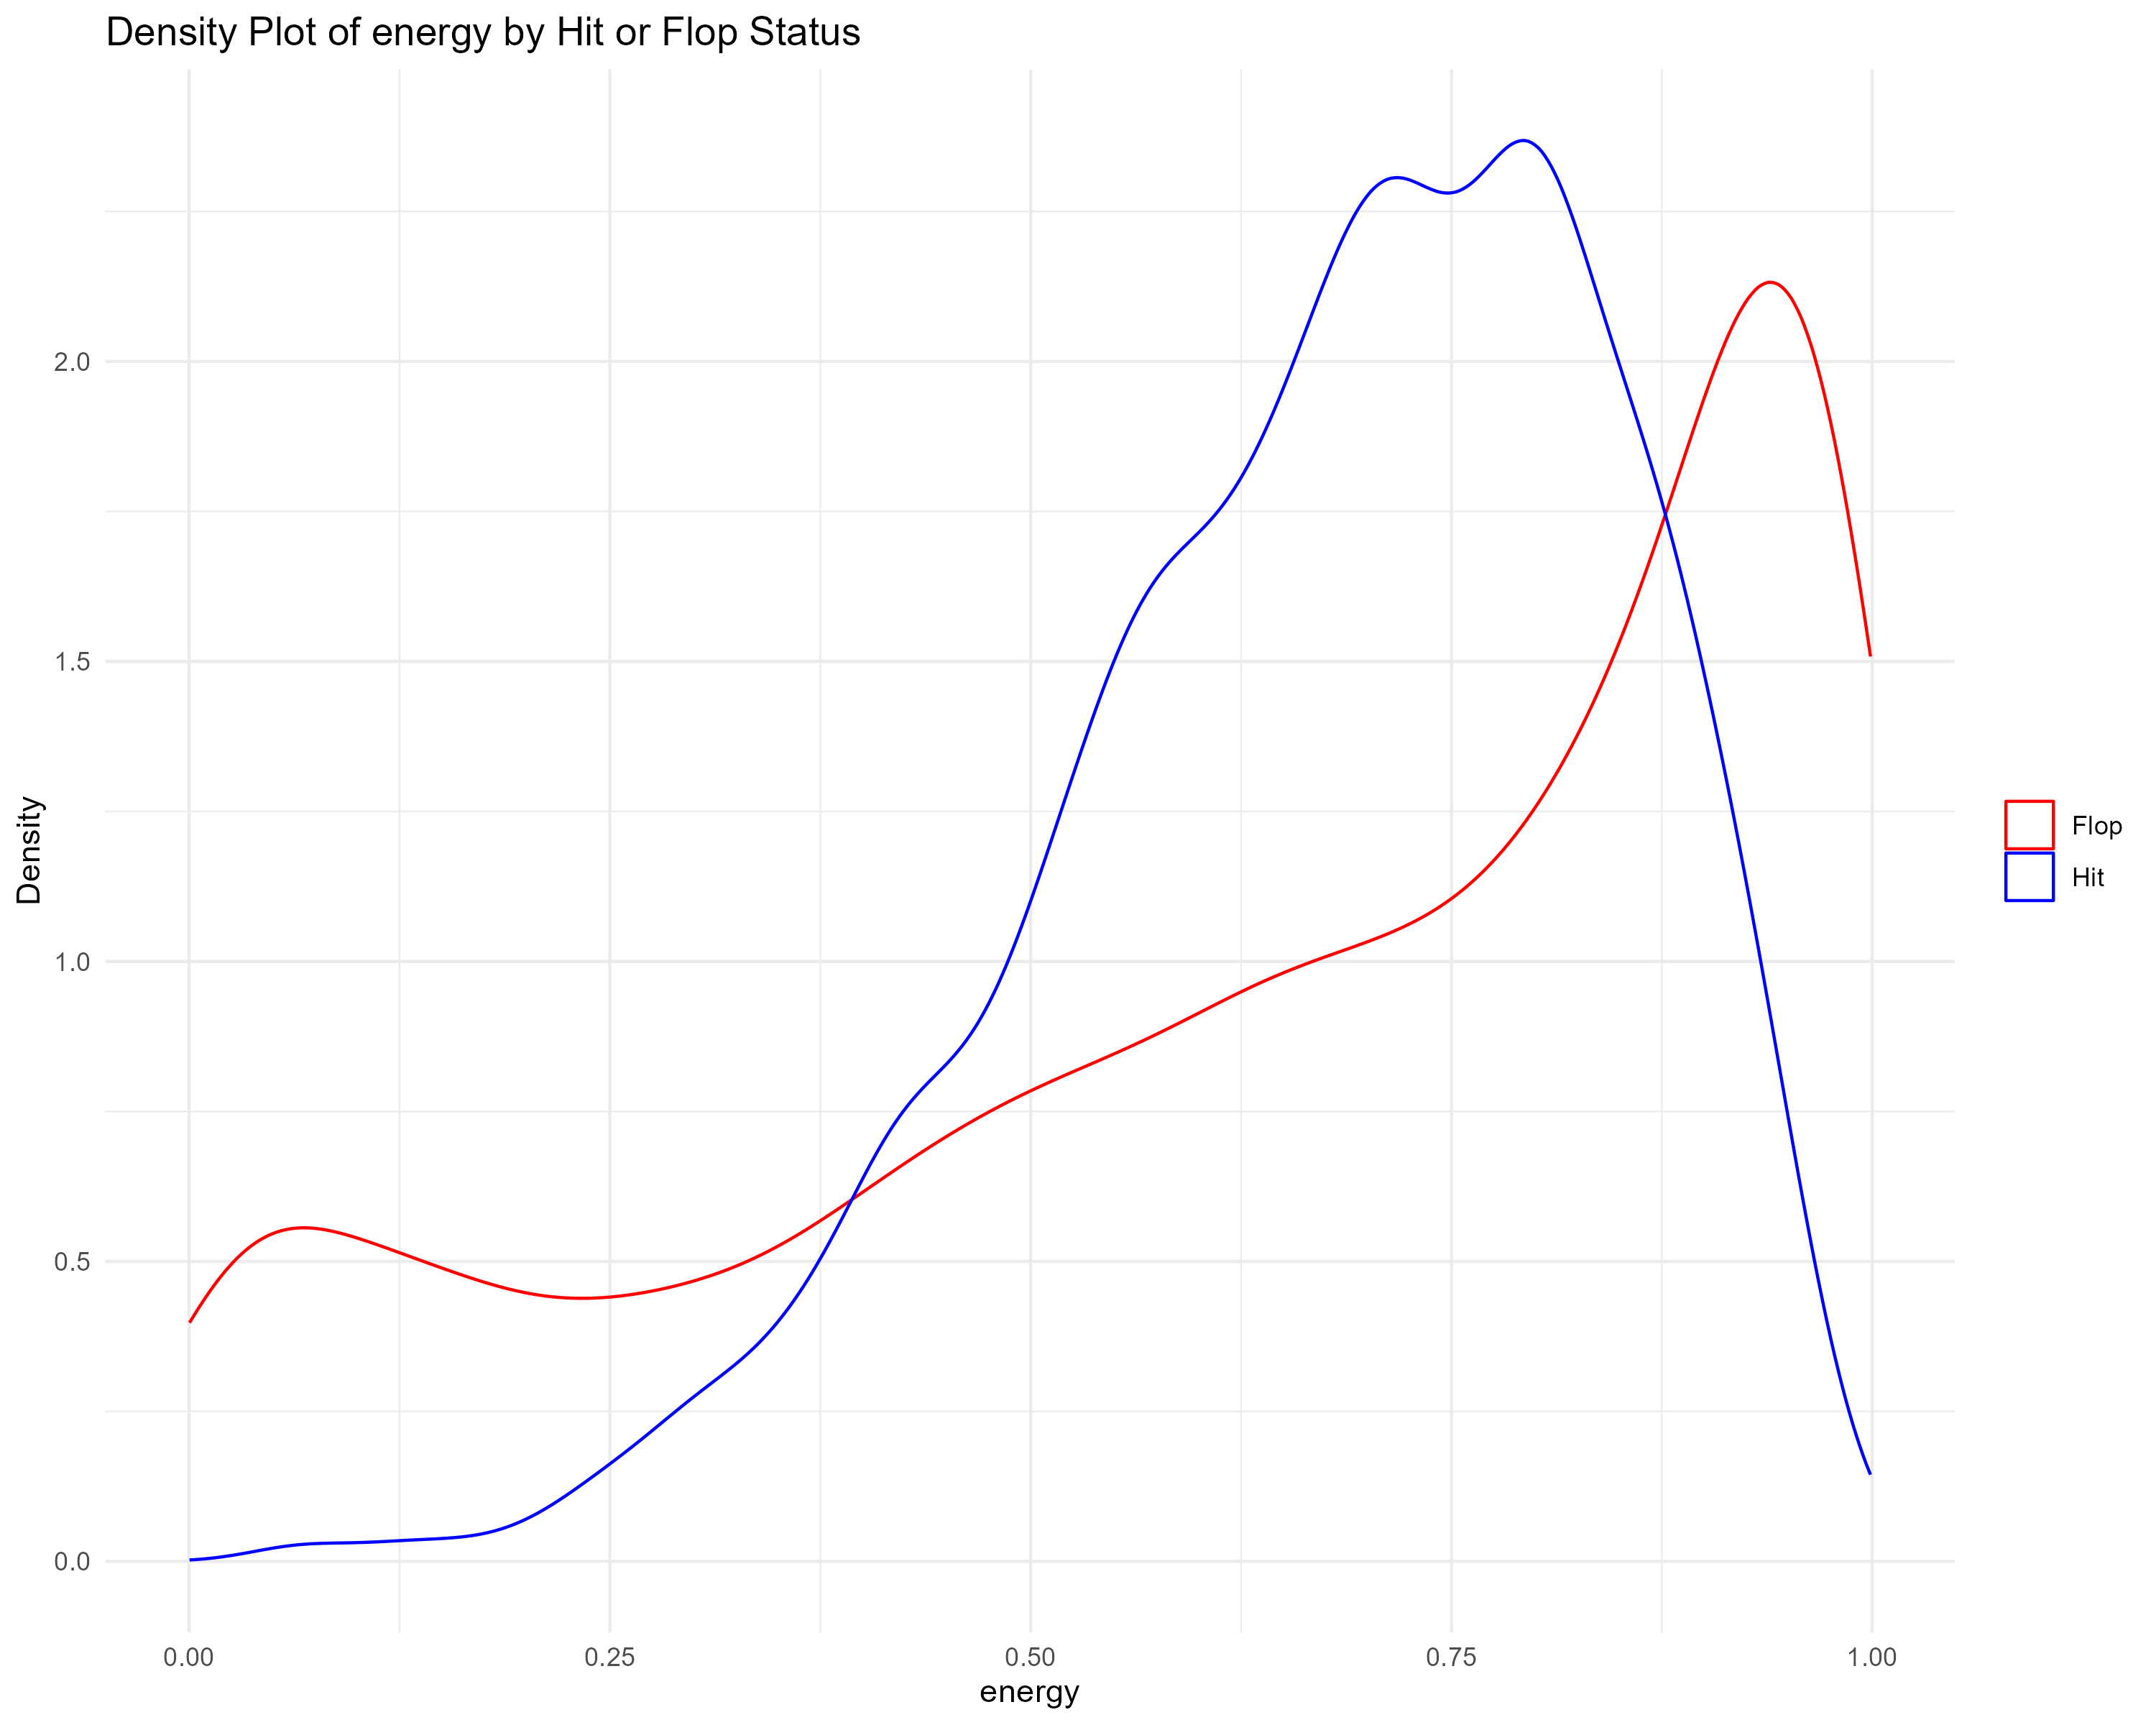 Density Plot of energy by Hit or Flop Status
Density
2.0
1.5
1.0
0.5
0.0
0.00 0.25 0.50 0.75 1.00
energy
Flop
Hit